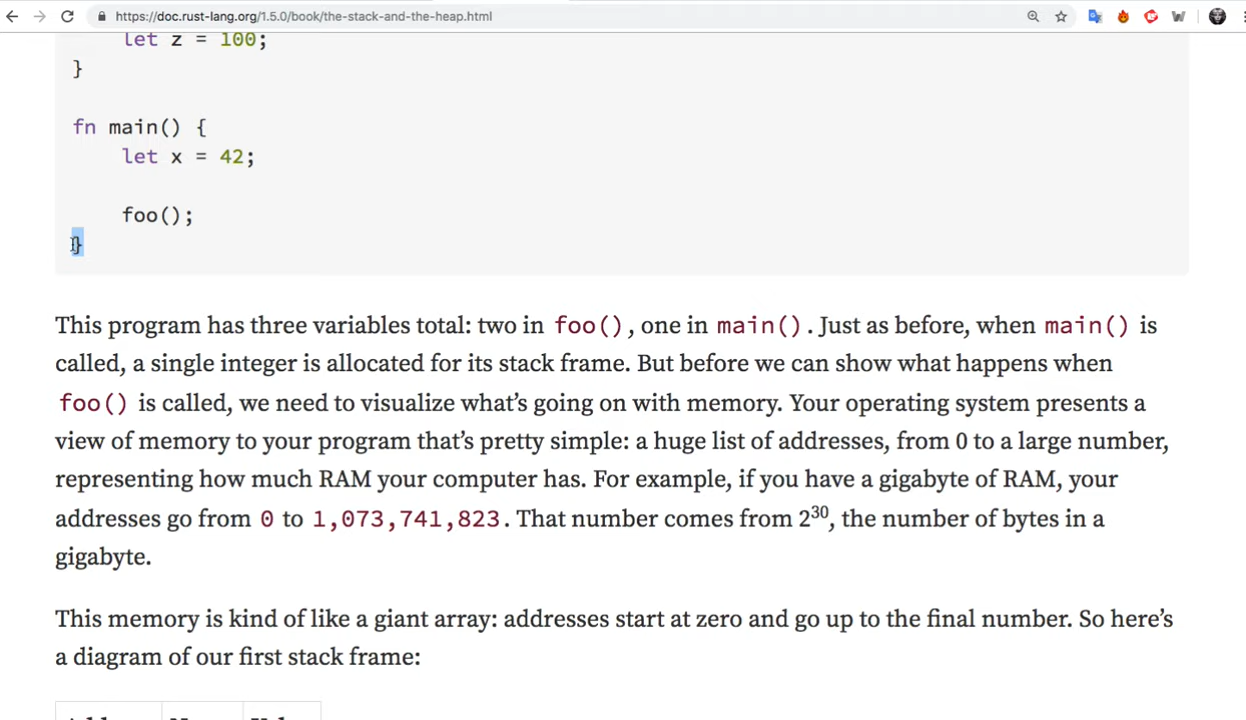 https://doc.rust-lang.org/1.5.0/book/the-stack-and-the-heap.html
let z = 100;
}
fn main() {
let x = 42;
foo();
}
This program has three variables total: two in foo(), one in main(). Just as before, when main() is
called, a single integer is allocated for its stack frame. But before we can show what happens when
foo() is called, we need to visualize what’s going on with memory. Your operating system presents a
view of memory to your program that’s pretty simple: a huge list of addresses, from 0 to a large number,
representing how much RAM your computer has. For example, if you have a gigabyte of RAM, your
addresses go from 0 to 1,073,741,823. That number comes from 2³⁰, the number of bytes in a
gigabyte.
This memory is kind of like a giant array: addresses start at zero and go up to the final number. So here’s
a diagram of our first stack frame: